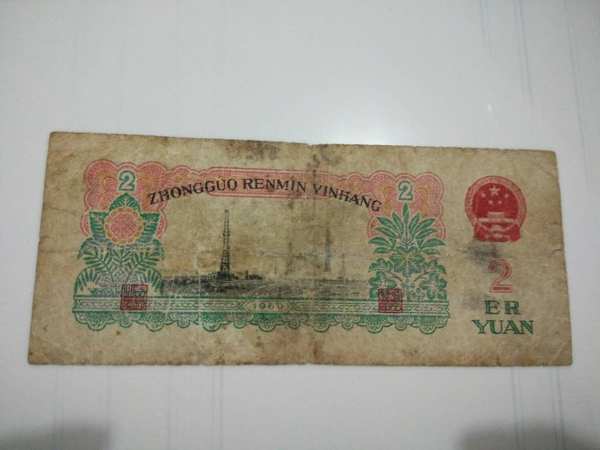 2
ZHONGGUO RENMIN YINHANG
2
1960
2
ER
YUAN